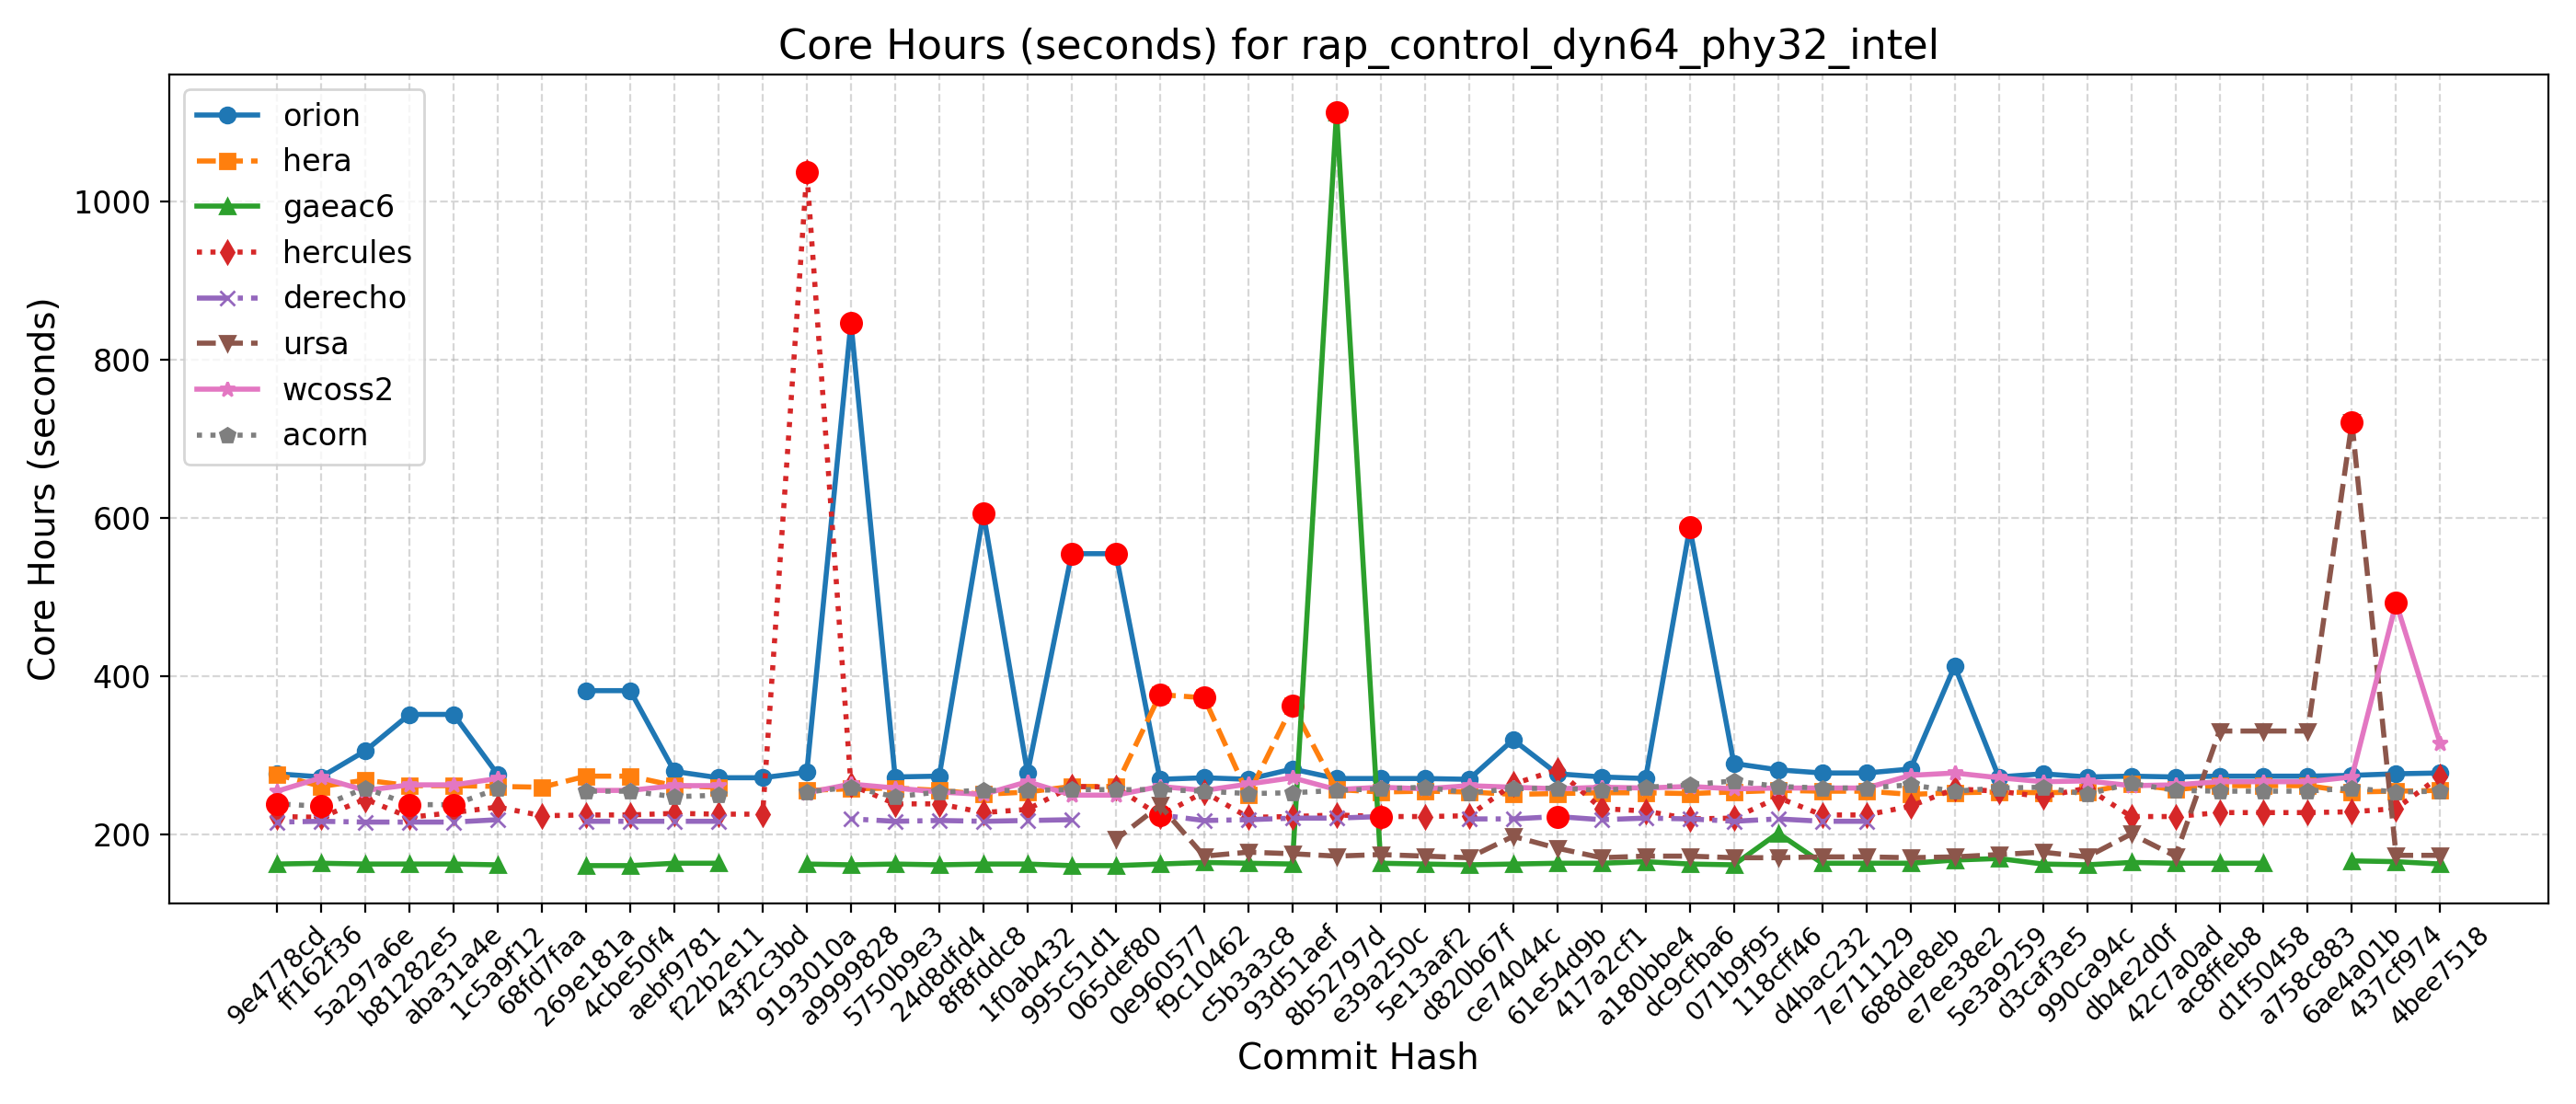 Core Hours (seconds) for rap_control_dyn64_phy32_intel
orion
hera
gaeac6
hercules
derecho
ursa
wcoss2
acorn
Core Hours (seconds)
1000
800
600
400
200
9e4778cd
ff162f36
5a297a6e
b81282e5
aba31a4e
1c5a9f12
68fd7faa
269e181a
4cbe50f4
aebf9781
f22b2e11
43f2c3bd
9193010a
a9999828
5750b9e3
24d8dfd4
8f8fddc8
1f0ab432
995c51d1
065def80
0e960577
f9c10462
c5b3a3c8
93d51aef
8b52797d
e39a250c
5e13aaf2
d820b67f
ce74044c
61e54d9b
417a2cf1
a180bbe4
dc9cfba6
071b9f95
118cff46
d4bac232
7e711129
688de8eb
e7ee38e2
5e3a9259
d3caf3e5
990ca94c
db4e2d0f
42c7a0ad
ac8ffeb8
d1f50458
a758c883
6ae4a01b
437cf974
4bee7518
Commit Hash